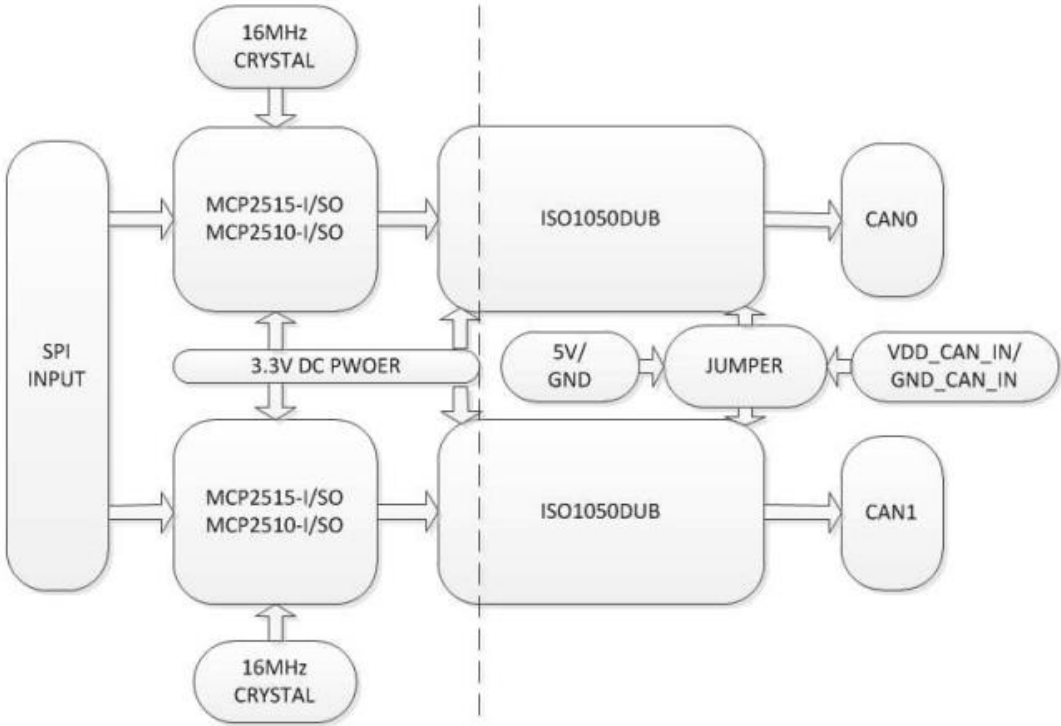 16MHz
CRYSTAL
MCP2515-I/SO
MCP2510-I/SO
ISO1050DUB
CAN0
SPI
INPUT
3.3V DC PWOER
5V/
GND
JUMPER
VDD_CAN_IN/
GND_CAN_IN
MCP2515-I/SO
MCP2510-I/SO
ISO1050DUB
CAN1
16MHz
CRYSTAL